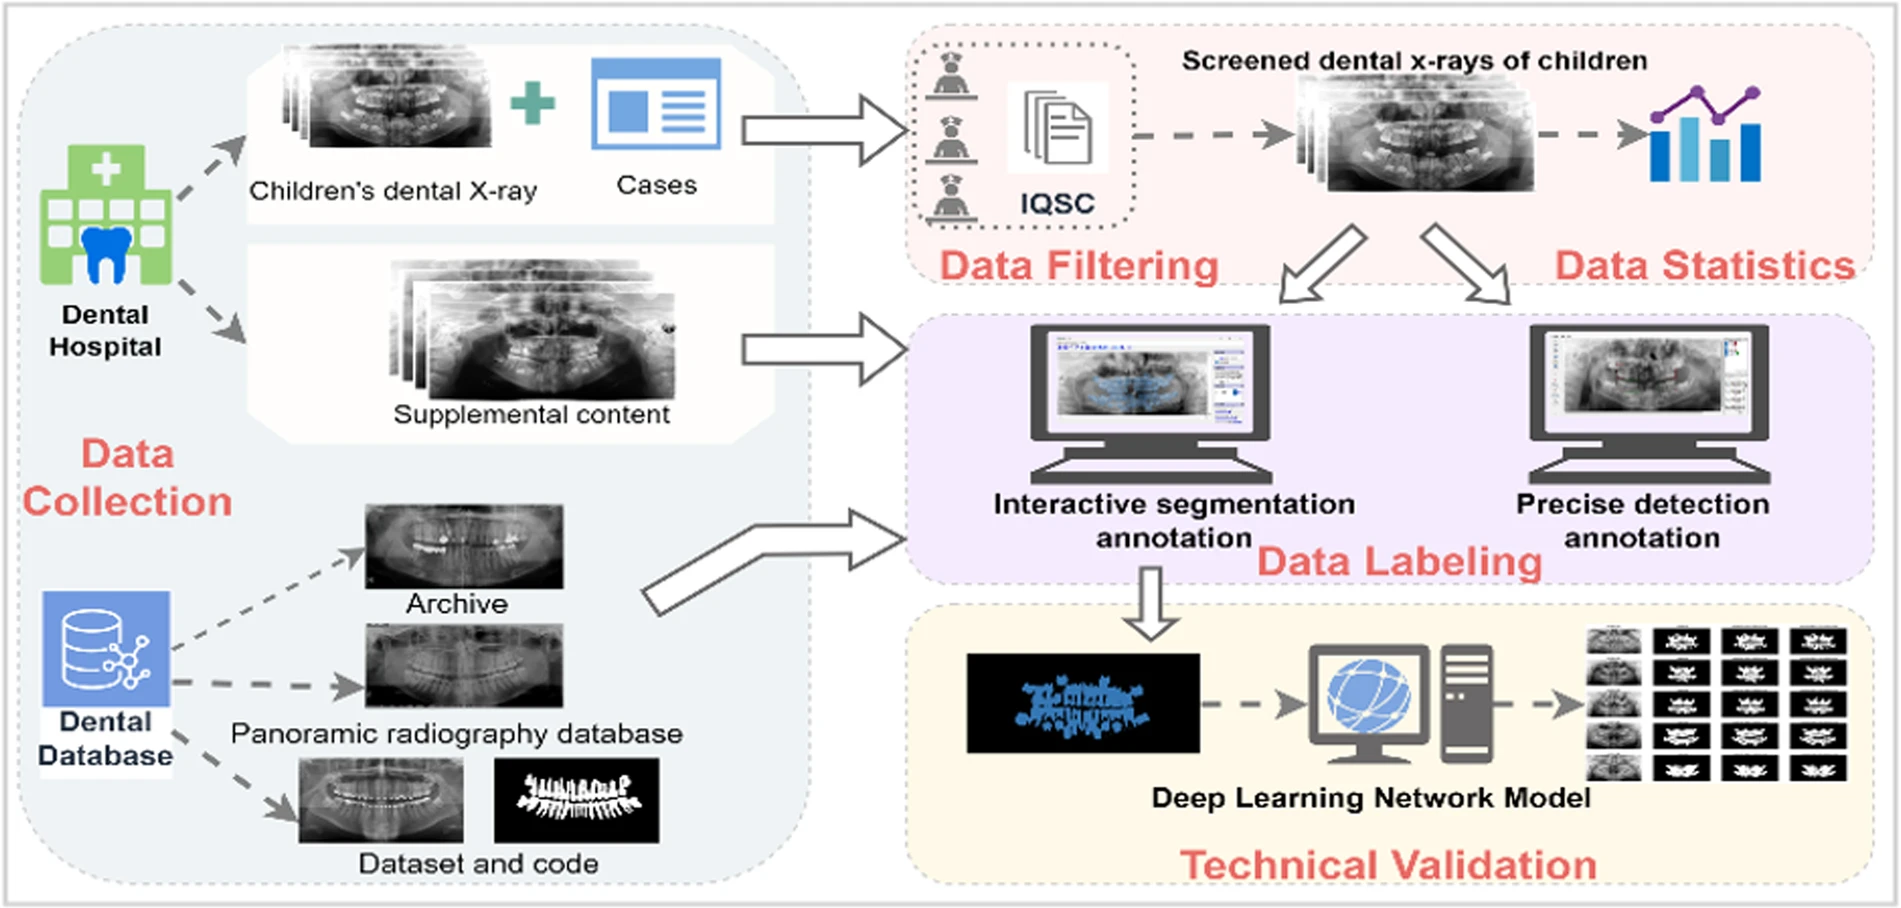 Children's dental X-ray
Cases
Dental
Hospital
Supplemental content
Data
Collection
Archive
Panoramic radiography database
Dental
Database
Dataset and code
Screened dental x-rays of children
IQSC
Data Filtering
Data Statistics
Interactive segmentation
annotation
Precise detection
annotation
Data Labeling
Deep Learning Network Model
Technical Validation